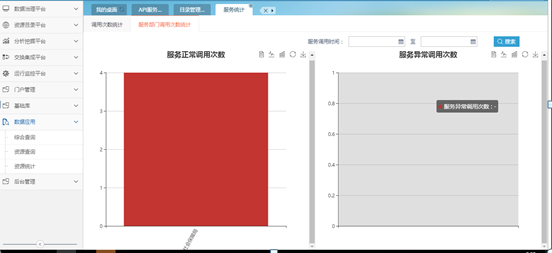 数据治理平台
资源目录平台
分析挖掘平台
交换集成平台
运行监控平台
门户管理
基础库
数据应用
综合查询
资源查询
资源统计
后台管理
我的桌面
API服务...
目录管理...
服务统计
调用次数统计
服务部门调用次数统计
服务调用时间：
至
搜索
服务正常调用次数
4
3
2
1
0
服务异常调用次数
1
0.8
0.6
0.4
0.2
0
服务异常调用次数：-